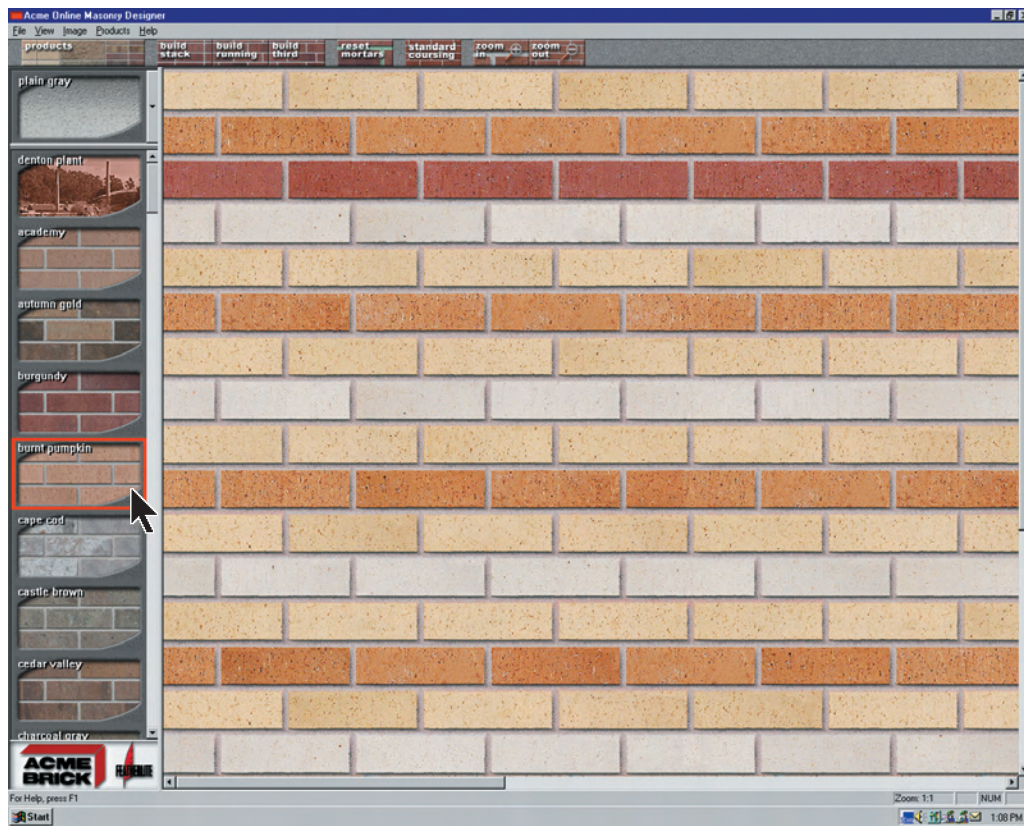 Acme Online Masonry Designer
File View Image Products Help
products
build stack
build running
build third
reset mortars
standard coursing
zoom in
zoom out
plain gray
denton plant
academy
autumn gold
burgundy
burnt pumpkin
cape cod
castle brown
cedar valley
charcoal gray
ACME
BRICK
FEATHERLITE
For Help, press F1
Zoom: 1:1
NUM
Start
1:08 PM